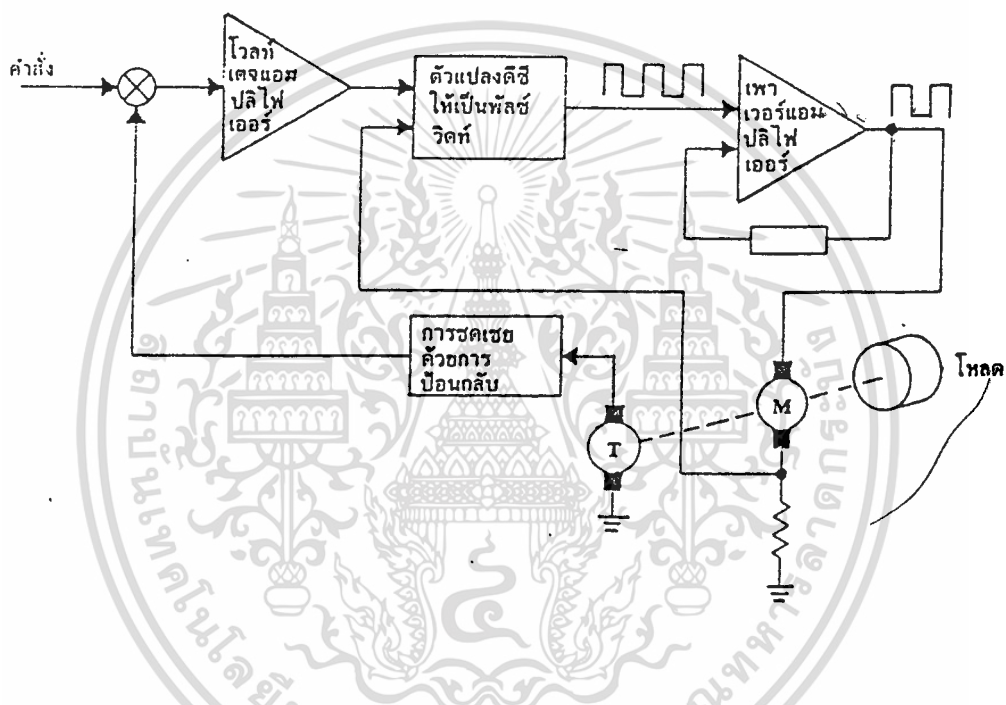 คำสั่ง
โวลท์
เตจแอม
ปลิไฟ
เออร์
ตัวแปลงดีซี
ให้เป็นพัลซ์
วิดท์
เพา
เวอร์แอม
ปลิไฟ
เออร์
การชดเชย
ด้วยการ
ป้อนกลับ
T
M
โหลด